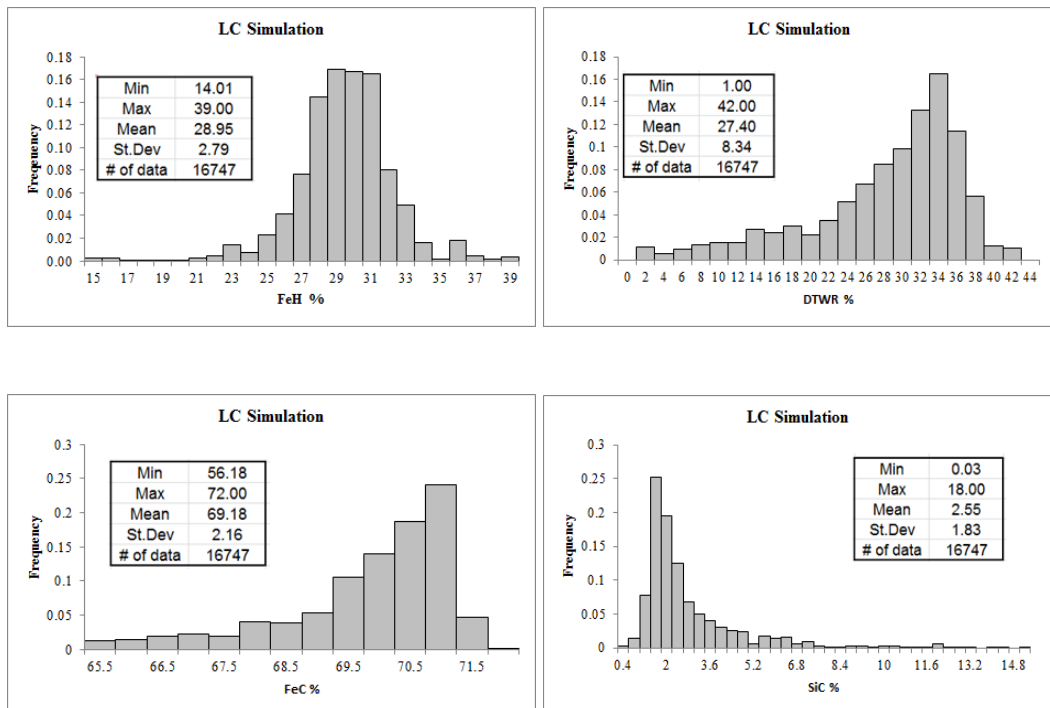 LC Simulation
0.18
0.16
0.14
0.12
0.10
0.08
0.06
0.04
0.02
0.00
Frequency
Min 14.01
Max 39.00
Mean 28.95
St.Dev 2.79
# of data 16747
15 17 19 21 23 25 27 29 31 33 35 37 39
FeH %
LC Simulation
0.18
0.16
0.14
0.12
0.1
0.08
0.06
0.04
0.02
0
Frequency
Min 1.00
Max 42.00
Mean 27.40
St.Dev 8.34
# of data 16747
0 2 4 6 8 10 12 14 16 18 20 22 24 26 28 30 32 34 36 38 40 42 44
DTWR %
LC Simulation
0.3
0.25
0.2
0.15
0.1
0.05
0
Frequency
Min 56.18
Max 72.00
Mean 69.18
St.Dev 2.16
# of data 16747
65.5 66.5 67.5 68.5 69.5 70.5 71.5
FeC %
LC Simulation
0.3
0.25
0.2
0.15
0.1
0.05
0
Frequency
Min 0.03
Max 18.00
Mean 2.55
St.Dev 1.83
# of data 16747
0.4 2 3.6 5.2 6.8 8.4 10 11.6 13.2 14.8
SiC %